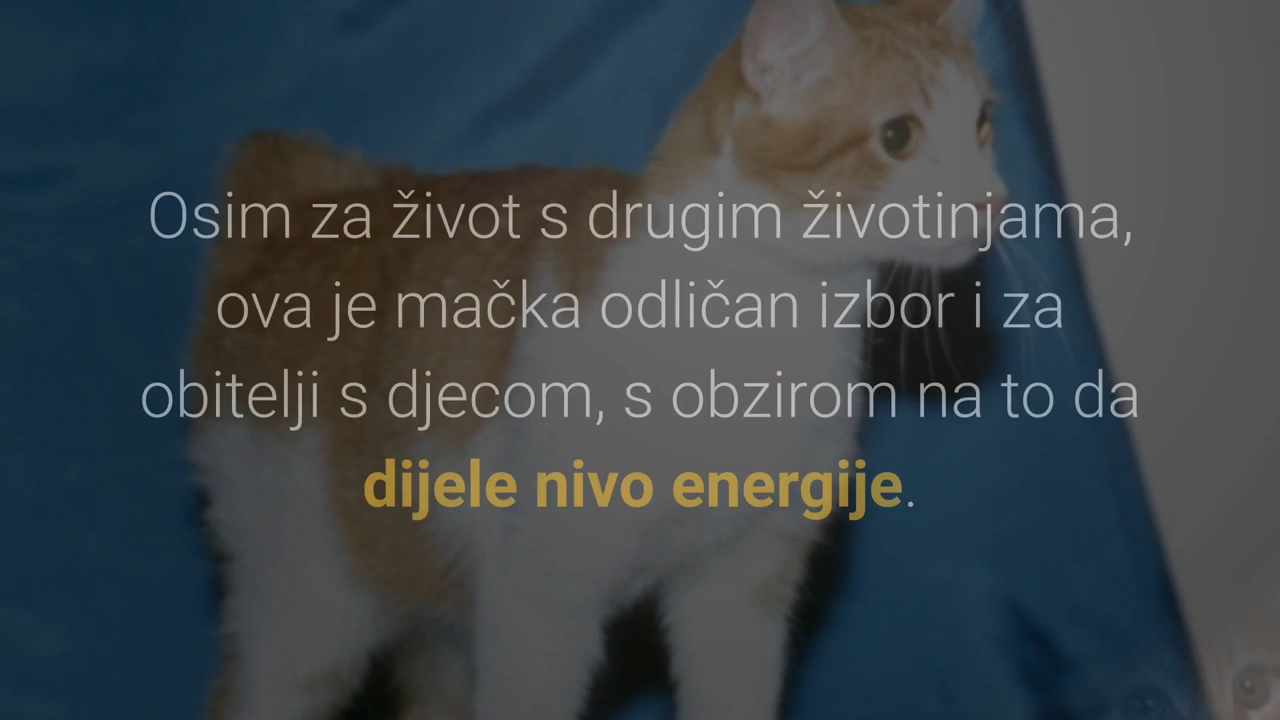 Osim za život s drugim životinjama,
ova je mačka odličan izbor i za
obitelji s djecom, s obzirom na to da
dijele nivo energije.